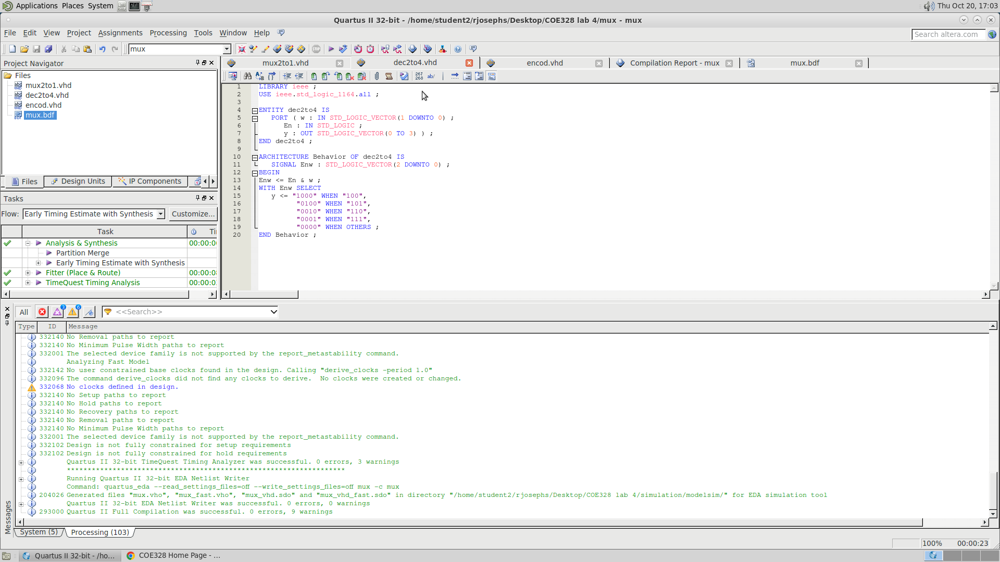 Applications Places System
Thu Oct 20, 17:03
Quartus II 32-bit - /home/student2/rjosephs/Desktop/COE328 lab 4/mux - mux
File Edit View Project Assignments Processing Tools Window Help
Search altera.com
mux
Project Navigator
Files
mux2to1.vhd
dec2to4.vhd
encod.vhd
mux.bdf
Files
Design Units
IP Components
Tasks
Flow: Early Timing Estimate with Synthesis
Customize...
Task
Analysis & Synthesis 00:00:0
Partition Merge
Early Timing Estimate with Synthesis
Fitter (Place & Route) 00:00:0
TimeQuest Timing Analysis 00:00:0
mux2to1.vhd
dec2to4.vhd
encod.vhd
Compilation Report - mux
mux.bdf
267
268
ab/
1 LIBRARY ieee ;
2 USE ieee.std_logic_1164.all ;
3
4 ENTITY dec2to4 IS
5 PORT ( w : IN STD_LOGIC_VECTOR(1 DOWNTO 0) ;
6 En : IN STD_LOGIC ;
7 y : OUT STD_LOGIC_VECTOR(0 TO 3) ) ;
8 END dec2to4 ;
9
10 ARCHITECTURE Behavior OF dec2to4 IS
11 SIGNAL Enw : STD_LOGIC_VECTOR(2 DOWNTO 0) ;
12 BEGIN
13 Enw <= En & w ;
14 WITH Enw SELECT
15 y <= "1000" WHEN "100",
16 "0100" WHEN "101",
17 "0010" WHEN "110",
18 "0001" WHEN "111",
19 "0000" WHEN OTHERS ;
20 END Behavior ;
All
3
6
<<Search>>
Type ID Message
332140 No Removal paths to report
332140 No Minimum Pulse Width paths to report
332001 The selected device family is not supported by the report_metastability command.
Analyzing Fast Model
332142 No user constrained base clocks found in the design. Calling "derive_clocks -period 1.0"
332096 The command derive_clocks did not find any clocks to derive.  No clocks were created or changed.
332068 No clocks defined in design.
332140 No Setup paths to report
332140 No Hold paths to report
332140 No Recovery paths to report
332140 No Removal paths to report
332140 No Minimum Pulse Width paths to report
332001 The selected device family is not supported by the report_metastability command.
332102 Design is not fully constrained for setup requirements
332102 Design is not fully constrained for hold requirements
Quartus II 32-bit TimeQuest Timing Analyzer was successful. 0 errors, 3 warnings
*******************************************************************
Running Quartus II 32-bit EDA Netlist Writer
Command: quartus_eda --read_settings_files=off --write_settings_files=off mux -c mux
204026 Generated files "mux.vho", "mux_fast.vho", "mux_vhd.sdo" and "mux_vhd_fast.sdo" in directory "/home/student2/rjosephs/Desktop/COE328 lab 4/simulation/modelsim/" for EDA simulation tool
Quartus II 32-bit EDA Netlist Writer was successful. 0 errors, 0 warnings
293000 Quartus II Full Compilation was successful. 0 errors, 9 warnings
Messages
System (5)
Processing (103)
100% 00:00:23
Quartus II 32-bit - /ho...
COE328 Home Page - ...